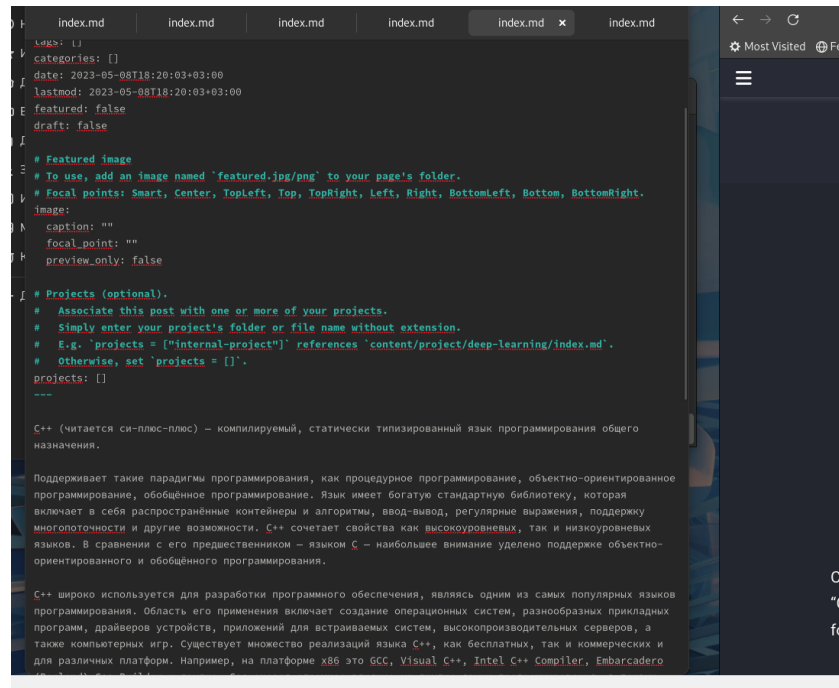 index.md index.md index.md index.md index.md × index.md
Most Visited
tags: []
categories: []
date: 2023-05-08T18:20:03+03:00
lastmod: 2023-05-08T18:20:03+03:00
featured: false
draft: false
# Featured image
# To use, add an image named `featured.jpg/png` to your page's folder.
# Focal points: Smart, Center, TopLeft, Top, TopRight, Left, Right, BottomLeft, Bottom, BottomRight.
image:
caption: ""
focal_point: ""
preview_only: false
# Projects (optional).
# Associate this post with one or more of your projects.
# Simply enter your project's folder or file name without extension.
# E.g. `projects = ["internal-project"]` references `content/project/deep-learning/index.md`.
# Otherwise, set `projects = []`.
projects: []
---
C++ (читается си-плюс-плюс) — компилируемый, статически типизированный язык программирования общего
назначения.
Поддерживает такие парадигмы программирования, как процедурное программирование, объектно-ориентированное
программирование, обобщённое программирование. Язык имеет богатую стандартную библиотеку, которая
включает в себя распространённые контейнеры и алгоритмы, ввод-вывод, регулярные выражения, поддержку
многопоточности и другие возможности. C++ сочетает свойства как высокоуровневых, так и низкоуровневых
языков. В сравнении с его предшественником — языком C — наибольшее внимание уделено поддержке объектно-
ориентированного и обобщённого программирования.
C++ широко используется для разработки программного обеспечения, являясь одним из самых популярных языков
программирования. Область его применения включает создание операционных систем, разнообразных прикладных
программ, драйверов устройств, приложений для встраиваемых систем, высокопроизводительных серверов, а
также компьютерных игр. Существует множество реализаций языка C++, как бесплатных, так и коммерческих и
для различных платформ. Например, на платформе x86 это GCC, Visual C++, Intel C++ Compiler, Embarcadero